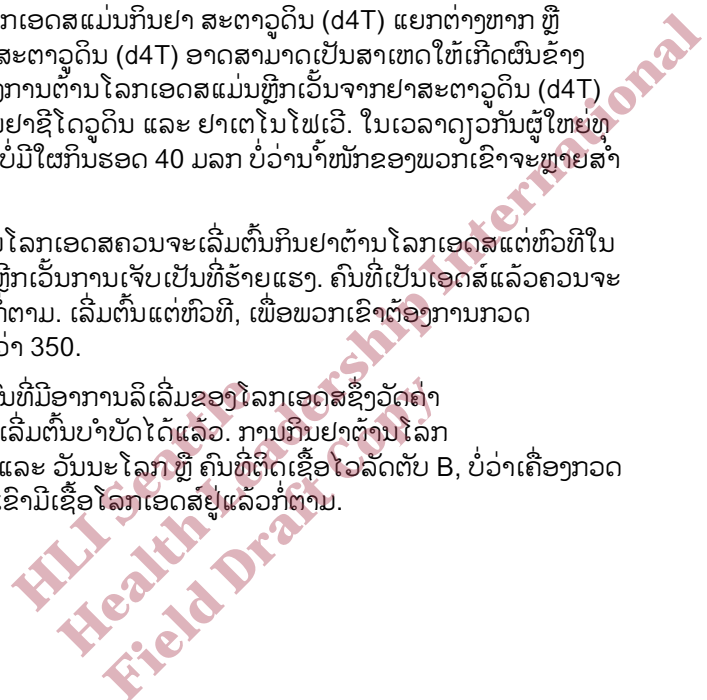 ກເອດສແມ່ນກິນຢາ ສະຕາວູດິນ (d4T) ແຍກຕ່າງຫາກ ຫຼື
ສະຕາວູດິນ (d4T) ອາດສາມາດເປັນສາເຫດໃຫ້ເກີດຜົນຂ້າງ
ງການຕ້ານໂລກເອດສແມ່ນຫຼີກເວັ້ນຈາກຢາສະຕາວູດິນ (d4T)
ນຢາຊີໂດວູດິນ ແລະ ຢາເຕໂນໂຟເວີ. ໃນເວລາດຽວກັນຜູ້ໃຫຍ່ທຸ
ບໍ່ມີໃຜກິນຮອດ 40 ມລກ ບໍ່ວ່ານ້ຳໜັກຂອງພວກເຂົາຈະຫຼາຍສ່ຳ
ນໂລກເອດສຄວນຈະເລີ່ມຕົ້ນກິນຢາຕ້ານໂລກເອດສແຕ່ຫົວທີໃນ
ຫຼີກເວັ້ນການເຈັບເປັນທີ່ຮ້າຍແຮງ. ຄົນທີ່ເປັນເອດສ໌ແລ້ວຄວນຈະ
ກໍ່ຕາມ. ເລີ່ມຕົ້ນແຕ່ຫົວທີ, ເພື່ອພວກເຂົາຕ້ອງການກວດ
ວ່າ 350.
ນທີ່ມີອາການລິເລີ່ມຂອງໂລກເອດສຊຶ່ງວັດຄ່າ
ເລີ່ມຕົ້ນບຳບັດໄດ້ແລ້ວ. ການກິນຢາຕ້ານໂລກ
ແລະ ວັນນະໂລກ ຫຼື ຄົນທີ່ຕິດເຊື້ອໄວລັດຕັບ B, ບໍ່ວ່າເຄື່ອງກວດ
ເຂົາມີເຊື້ອໂລກເອດສ໌ຢູ່ແລ້ວກໍ່ຕາມ.
HLI Seattle
Health Leadership International
Field Draft Copy